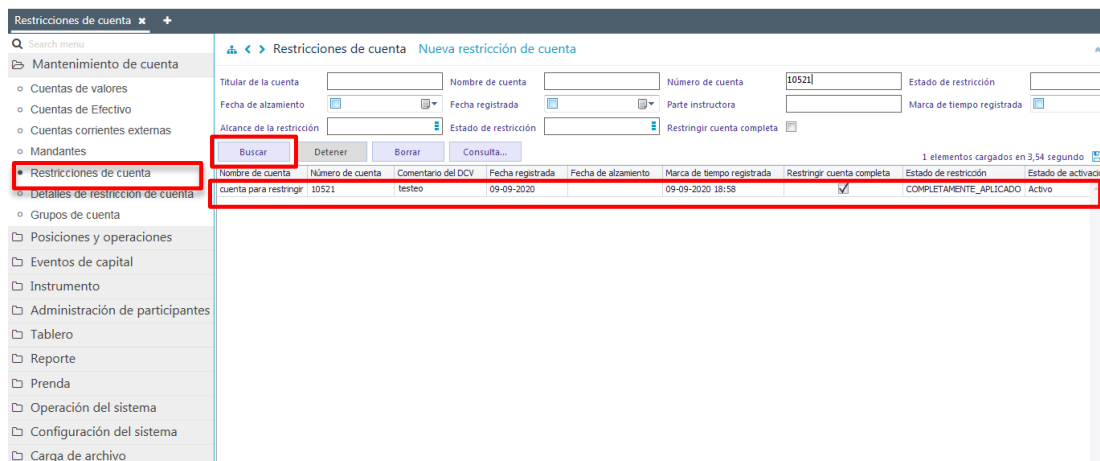 Restricciones de cuenta × +
Search menu
Mantenimiento de cuenta
Cuentas de valores
Cuentas de Efectivo
Cuentas corrientes externas
Mandantes
Restricciones de cuenta
Detalles de restricción de cuenta
Grupos de cuenta
Posiciones y operaciones
Eventos de capital
Instrumento
Administración de participantes
Tablero
Reporte
Prenda
Operación del sistema
Configuración del sistema
Carga de archivo
Restricciones de cuenta Nueva restricción de cuenta
Titular de la cuenta Nombre de cuenta Número de cuenta 10521 Estado de restricción
Fecha de alzamiento Fecha registrada Parte instructora Marca de tiempo registrada
Alcance de la restricción Estado de restricción Restringir cuenta completa
Buscar Detener Borrar Consulta... 1 elementos cargados en 3,54 segundo
Nombre de cuenta Número de cuenta Comentario del DCV Fecha registrada Fecha de alzamiento Marca de tiempo registrada Restringir cuenta completa Estado de restricción Estado de activació
cuenta para restringir 10521 testeo 09-09-2020 09-09-2020 18:58 COMPLETAMENTE_APLICADO Activo